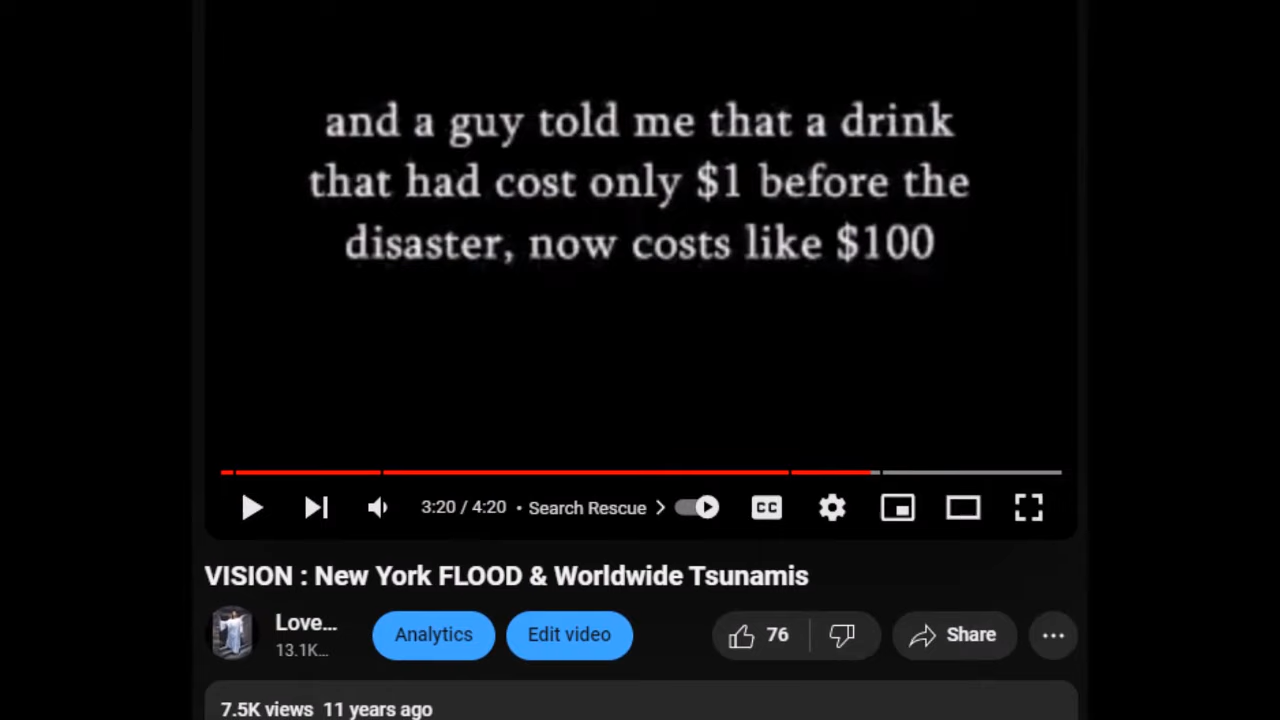 and a guy told me that a drink
that had cost only $1 before the
disaster, now costs like $100
3:20 / 4:20 • Search Rescue
CC
VISION : New York FLOOD & Worldwide Tsunamis
Love...
13.1K...
Analytics
Edit video
76
Share
7.5K views 11 years ago